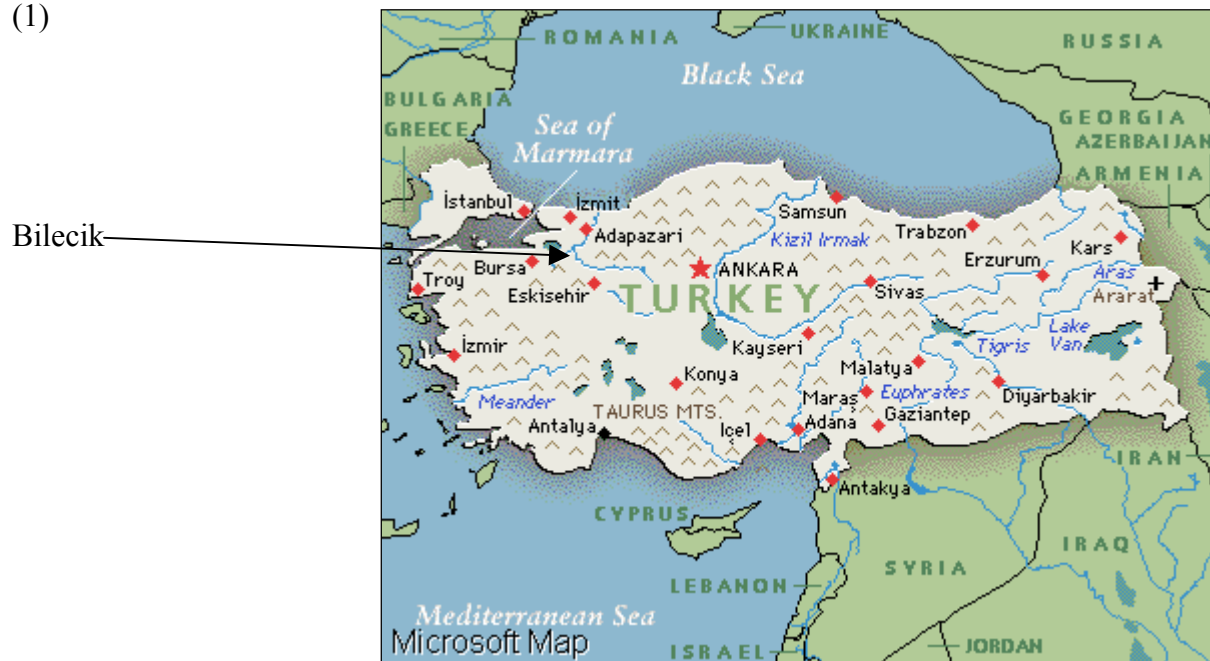 (1)
ROMANIA
UKRAINE
RUSSIA
Black Sea
BULGARIA
GREECE
Sea of
Marmara
GEORGIA
AZERBAIJAN
ARMENIA
İstanbul
İzmit
Samsun
Adapazari
Kizil Irmak
Trabzon
Kars
Bilecik
Bursa
ANKARA
Erzurum
Aras
Troy
Eskisehir
TURKEY
Sivas
Ararat
İzmir
Kayseri
Tigris
Lake
Van
Konya
Malatya
Meander
Maraş
Euphrates
Diyarbakir
TAURUS MTS.
Antalya
Içel
Adana
Gaziantep
IRAN
Antakya
CYPRUS
IRAQ
SYRIA
LEBANON
Mediterranean Sea
Microsoft Map
ISRAEL
JORDAN